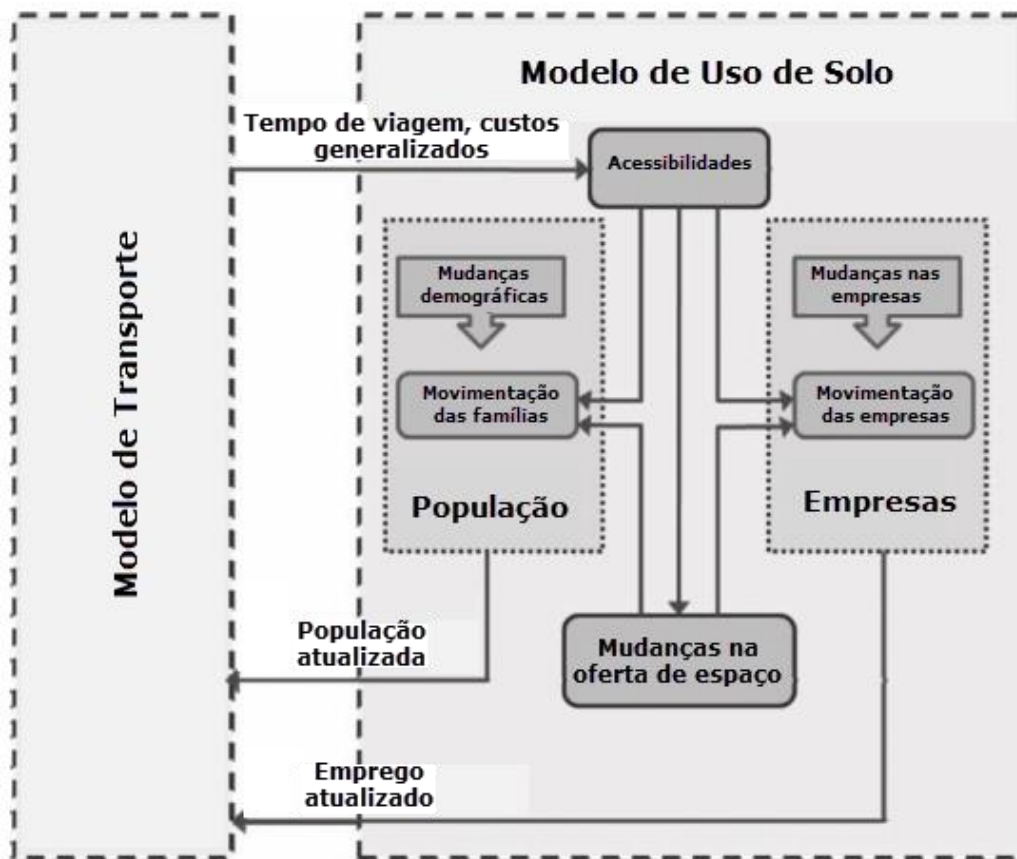 Modelo de Uso de Solo
Tempo de viagem, custos
generalizados
Acessibilidades
Modelo de Transporte
Mudanças
demográficas
Mudanças nas
empresas
Movimentação
das famílias
Movimentação
das empresas
População
Empresas
População
atualizada
Mudanças na
oferta de espaço
Emprego
atualizado